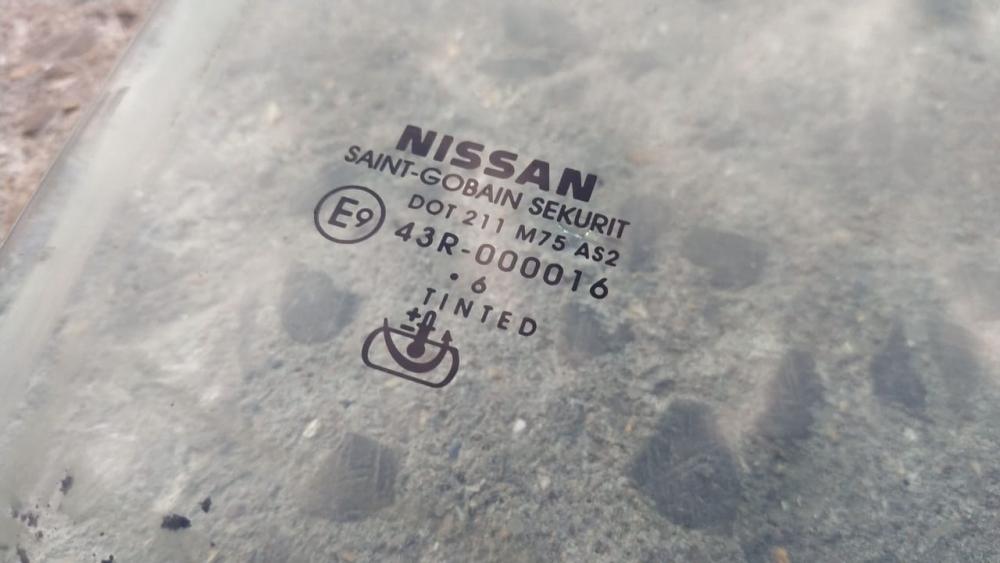 NISSAN
SAINT-GOBAIN SEKURIT
DOT 211 M75 AS2
E9 43R-000016
• 6
TINTED